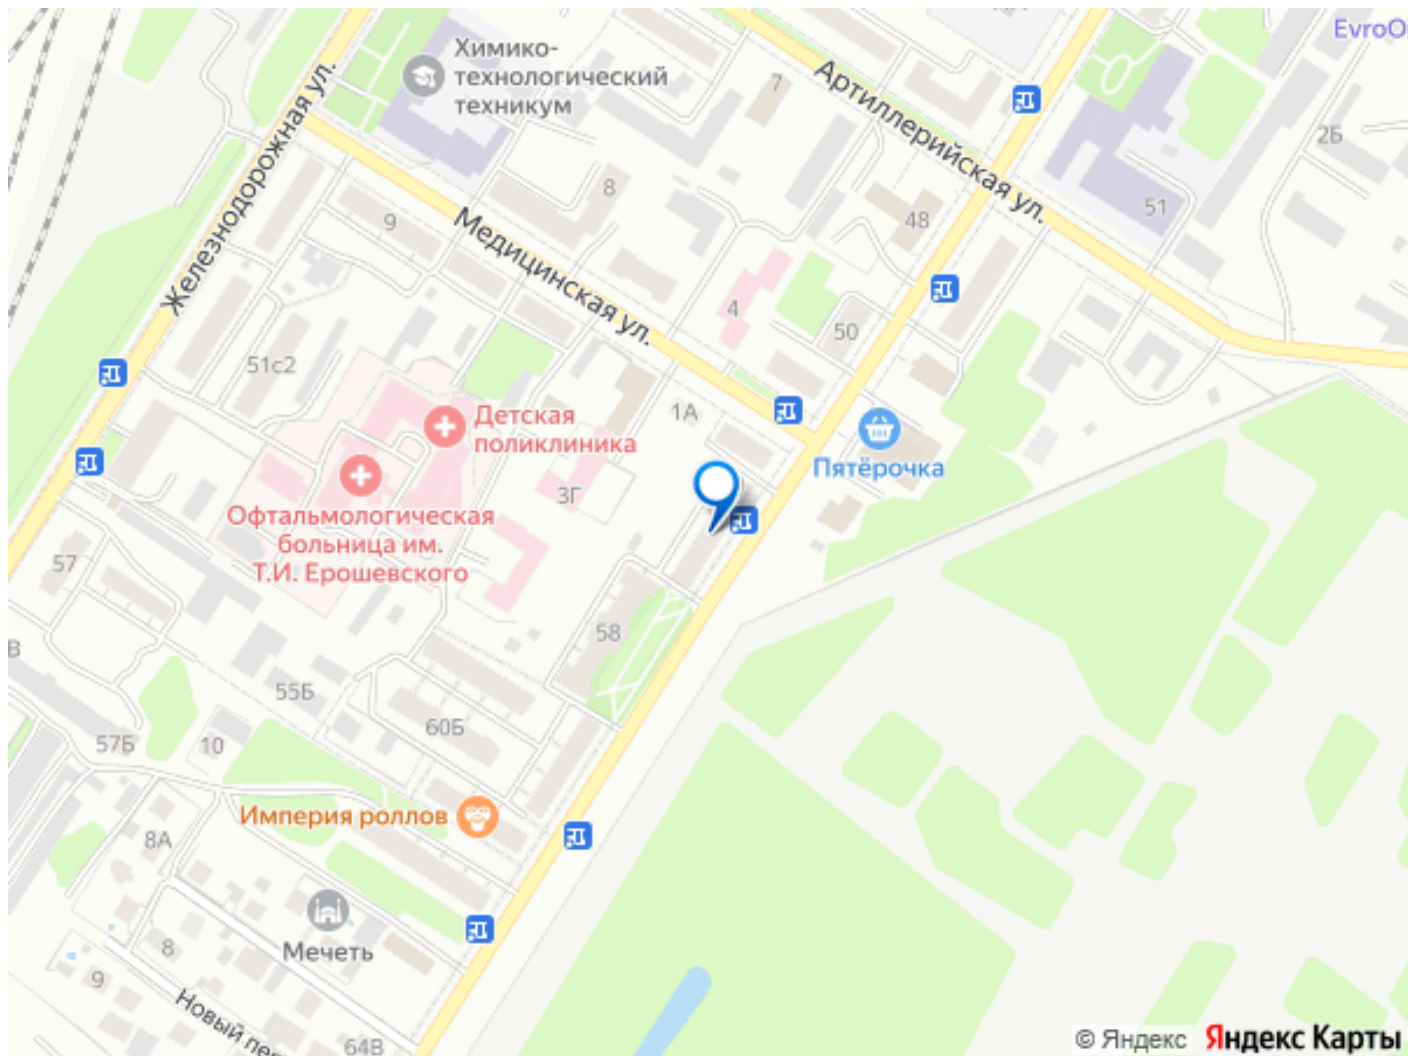 EvroO
Химико-
технологический
техникум
7
Артиллерийская ул.
2Б
Железнодорожная ул.
8
51
9
48
Медицинская ул.
4
50
51с2
1А
Детская
поликлиника
Пятёрочка
3Г
Офтальмологическая
больница им.
Т.И. Ерошевского
57
58
В
55Б
60Б
57Б
10
Империя роллов
8А
Мечеть
8
9
Новый пер
64В
© Яндекс Яндекс Карты